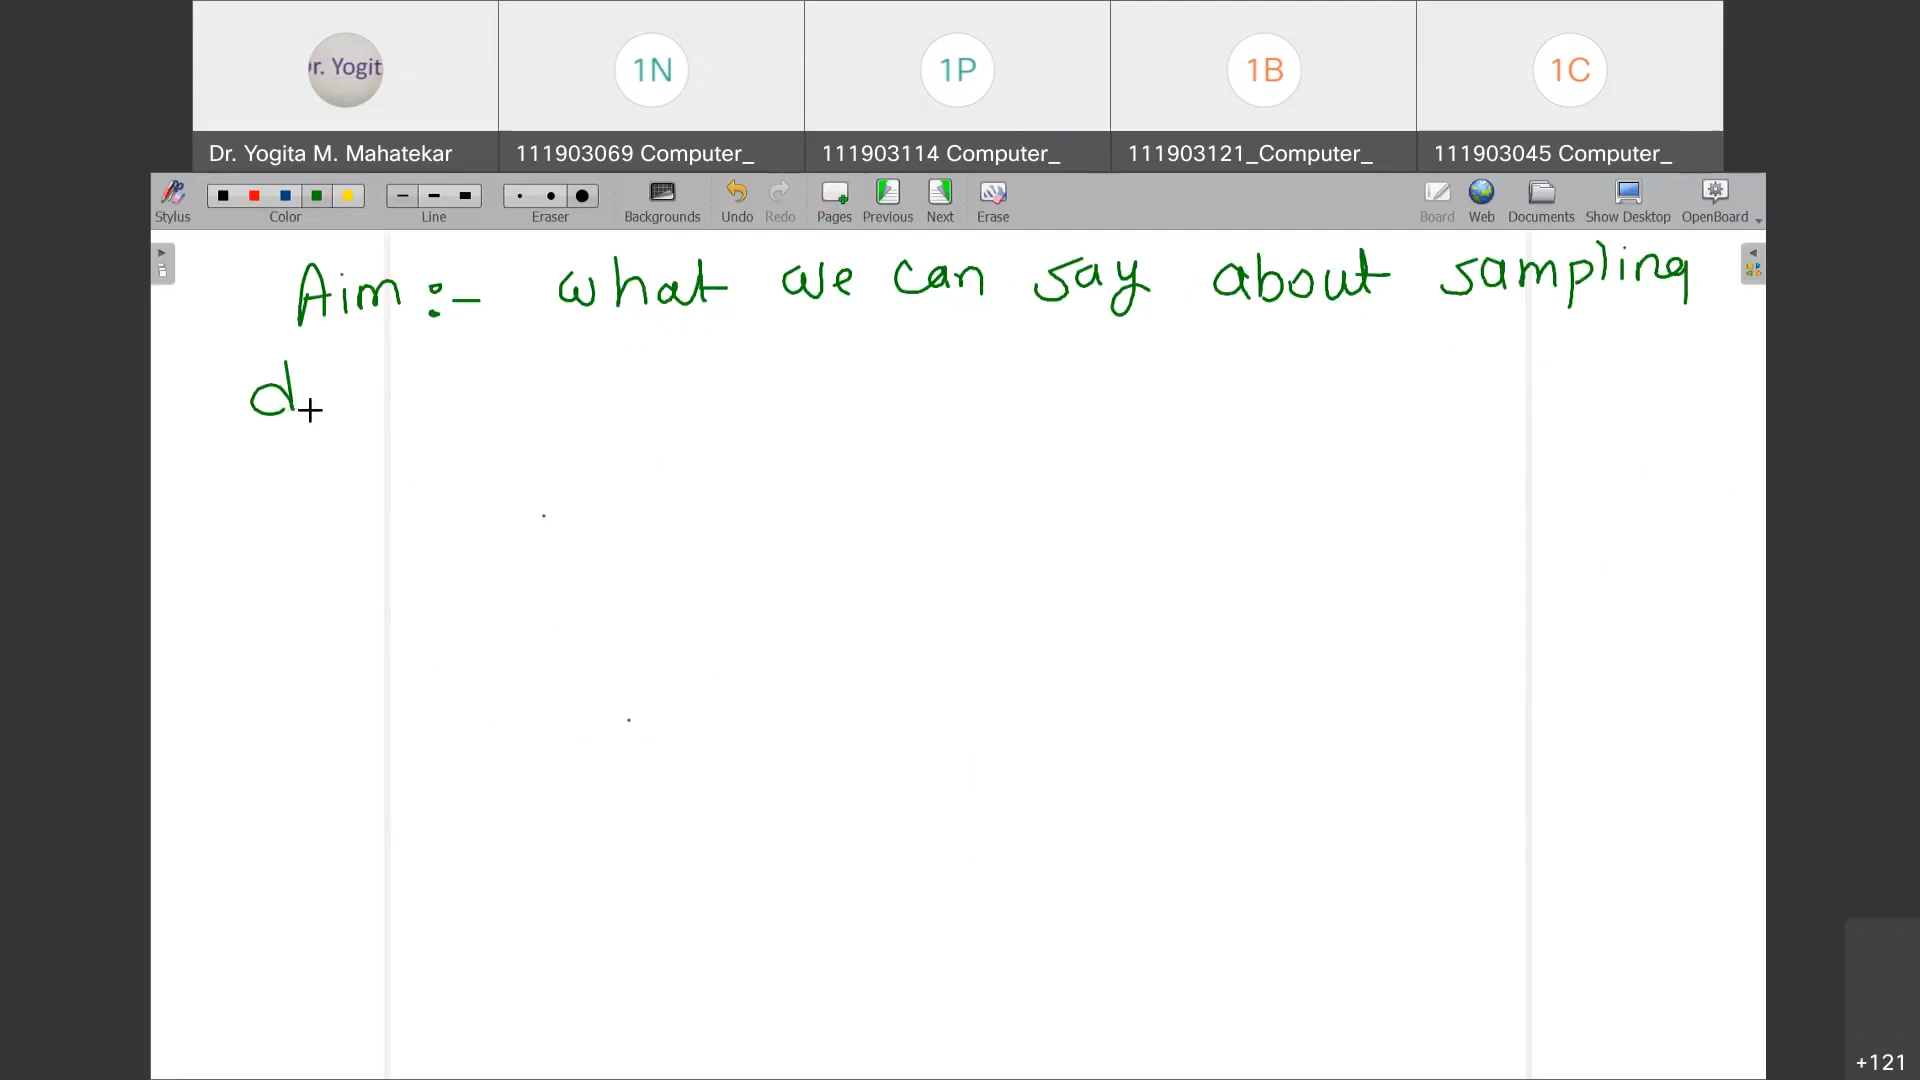 r. Yogit
1N
1P
1B
1C
Dr. Yogita M. Mahatekar
111903069 Computer_
111903114 Computer_
111903121_Computer_
111903045 Computer_
Stylus
Color
Line
Eraser
Backgrounds
Undo
Redo
Pages
Previous
Next
Erase
Board
Web
Documents
Show Desktop
OpenBoard
Aim :- what we can say about sampling
d
+121